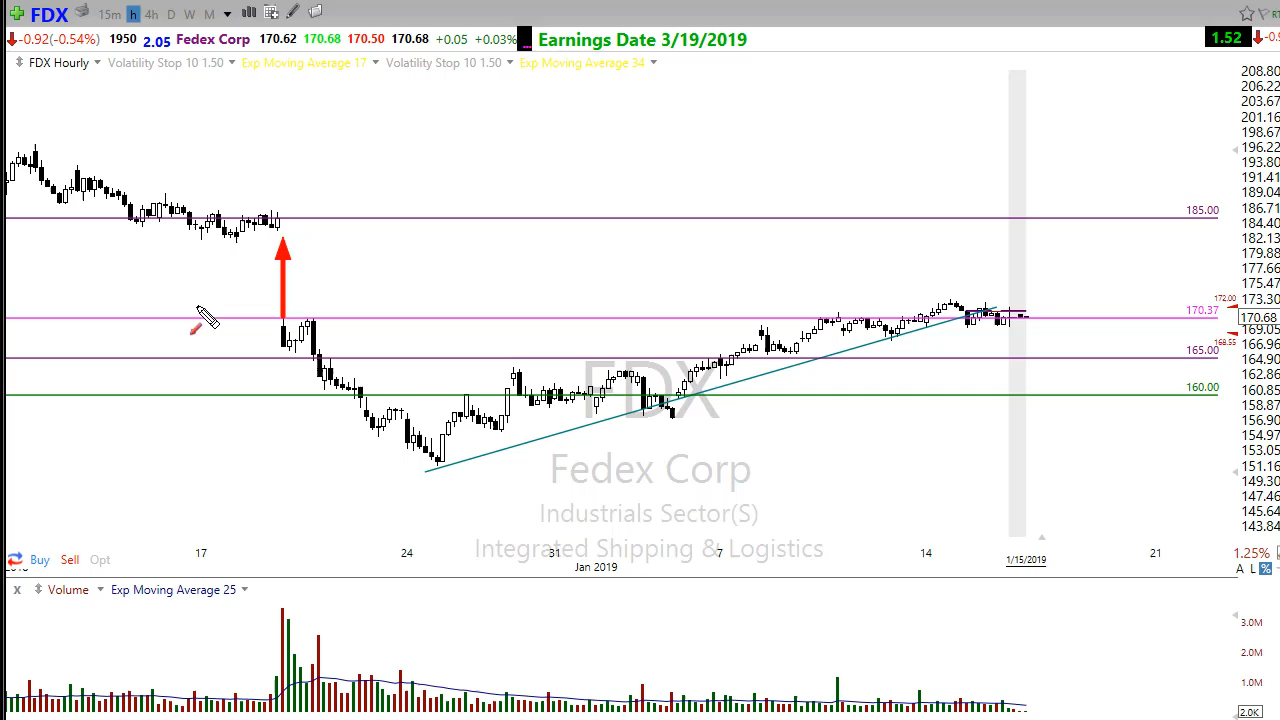 FDX 15m h 4h D W M
-0.92(-0.54%) 1950 2.05 Fedex Corp 170.62 170.68 170.50 170.68 +0.05 +0.03% Earnings Date 3/19/2019 1.52
FDX Hourly Volatility Stop 10 1.50 Exp Moving Average 17 Volatility Stop 10 1.50 Exp Moving Average 34
208.80
206.22
203.67
201.16
198.67
196.22
193.80
191.41
189.04
186.71
185.00
184.40
182.13
179.88
177.66
175.47
173.30
172.00
170.37
170.68
169.05
168.55
166.96
165.00
164.90
162.86
160.85
160.00
158.87
156.90
154.97
153.05
151.16
149.30
147.46
145.64
143.84
FDX
Fedex Corp
Industrials Sector(S)
Integrated Shipping & Logistics
17 24 31 7 14 21
Jan 2019 1/15/2019
Buy Sell Opt
1.25%
A L %
X Volume Exp Moving Average 25
3.0M
2.0M
1.0M
2.0K